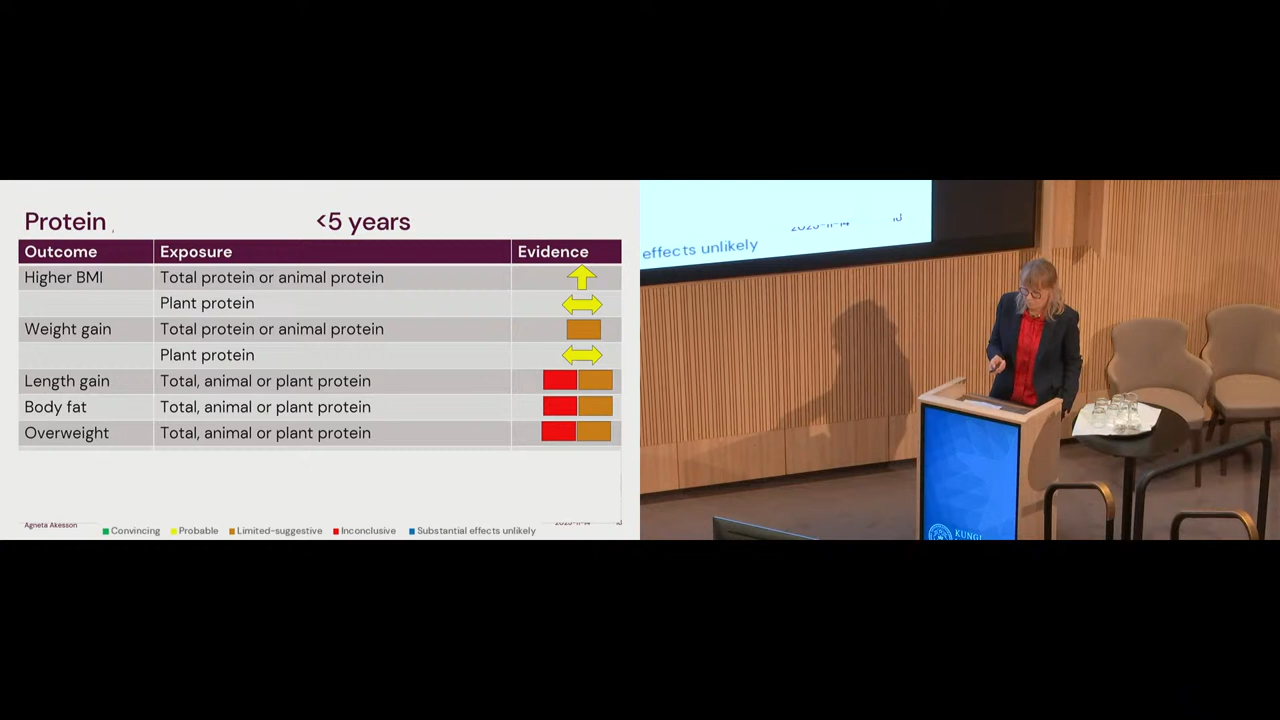 Protein , <5 years
Outcome Exposure Evidence
Higher BMI Total protein or animal protein
Plant protein
Weight gain Total protein or animal protein
Plant protein
Length gain Total, animal or plant protein
Body fat Total, animal or plant protein
Overweight Total, animal or plant protein
Agneta Akesson
Convincing Probable Limited-suggestive Inconclusive Substantial effects unlikely
effects unlikely
KUNGL